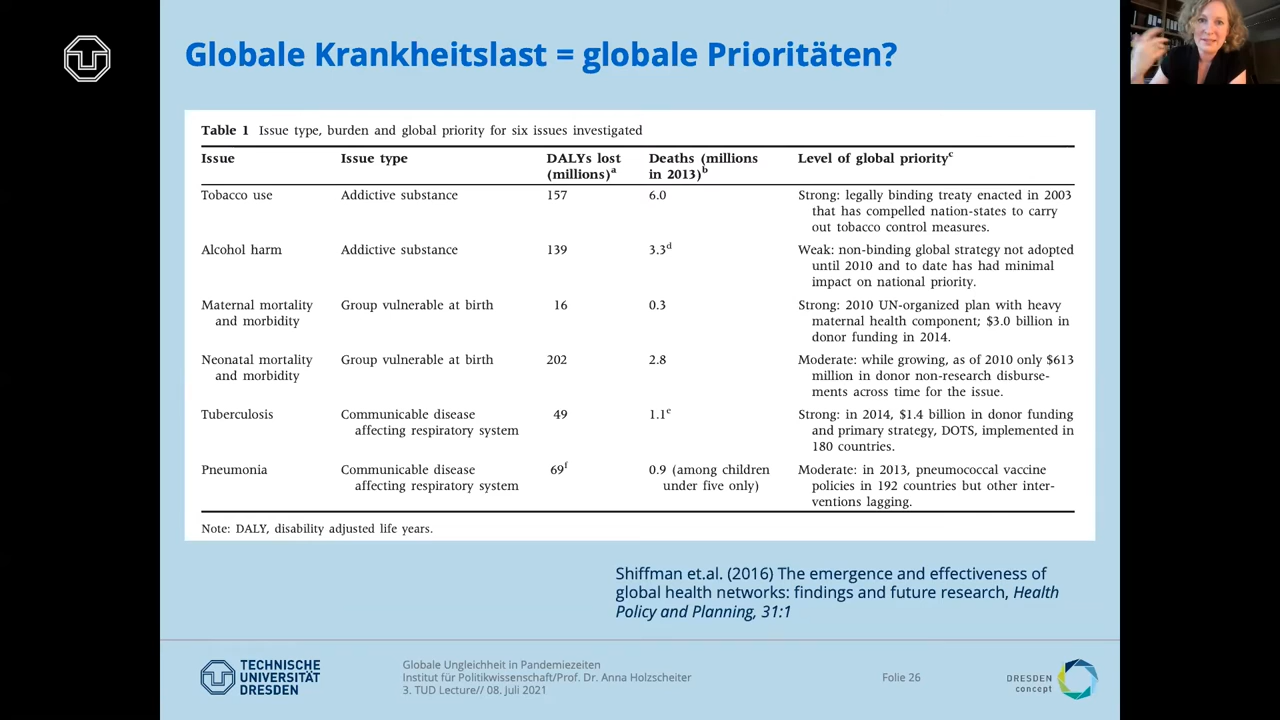 Globale Krankheitslast = globale Prioritäten?
Table 1 Issue type, burden and global priority for six issues investigated
Issue Issue type DALYs lost (millions)a Deaths (millions in 2013)b Level of global priorityc
Tobacco use Addictive substance 157 6.0 Strong: legally binding treaty enacted in 2003
that has compelled nation-states to carry
out tobacco control measures.
Alcohol harm Addictive substance 139 3.3d Weak: non-binding global strategy not adopted
until 2010 and to date has had minimal
impact on national priority.
Maternal mortality Group vulnerable at birth 16 0.3 Strong: 2010 UN-organized plan with heavy
and morbidity maternal health component; $3.0 billion in
donor funding in 2014.
Neonatal mortality Group vulnerable at birth 202 2.8 Moderate: while growing, as of 2010 only $613
and morbidity million in donor non-research disburse-
ments across time for the issue.
Tuberculosis Communicable disease 49 1.1e Strong: in 2014, $1.4 billion in donor funding
affecting respiratory system and primary strategy, DOTS, implemented in
180 countries.
Pneumonia Communicable disease 69f 0.9 (among children Moderate: in 2013, pneumococcal vaccine
affecting respiratory system under five only) policies in 192 countries but other inter-
ventions lagging.
Note: DALY, disability adjusted life years.
Shiffman et.al. (2016) The emergence and effectiveness of
global health networks: findings and future research, Health
Policy and Planning, 31:1
TECHNISCHE
UNIVERSITÄT
DRESDEN
Globale Ungleichheit in Pandemiezeiten
Institut für Politikwissenschaft/Prof. Dr. Anna Holzscheiter
3. TUD Lecture// 08. Juli 2021
Folie 26
DRESDEN
concept